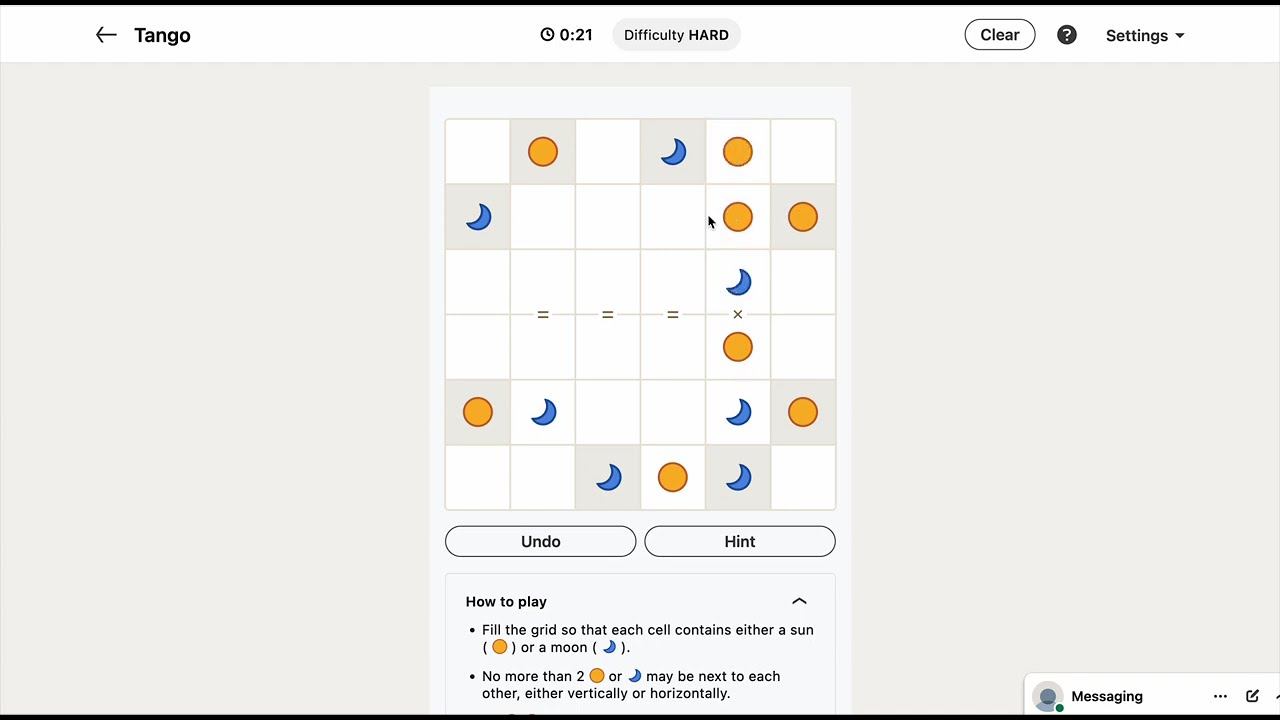 Tango
0:21
Difficulty HARD
Clear
?
Settings
= = = ×
Undo
Hint
How to play
• Fill the grid so that each cell contains either a sun
( ) or a moon ( ).
• No more than 2 or may be next to each
other, either vertically or horizontally.
Messaging